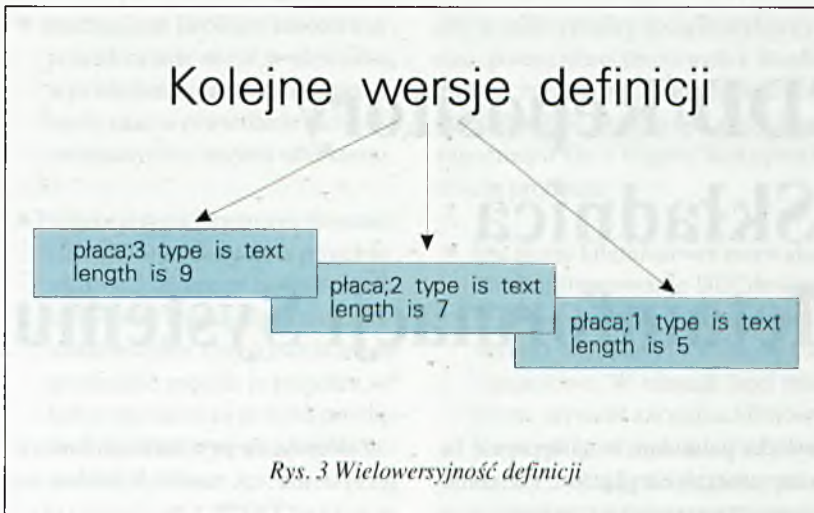 Kolejne wersje definicji
płaca;3 type is text
length is 9
płaca;2 type is text
length is 7
płaca;1 type is text
length is 5
Rys. 3 Wielowersyjność definicji